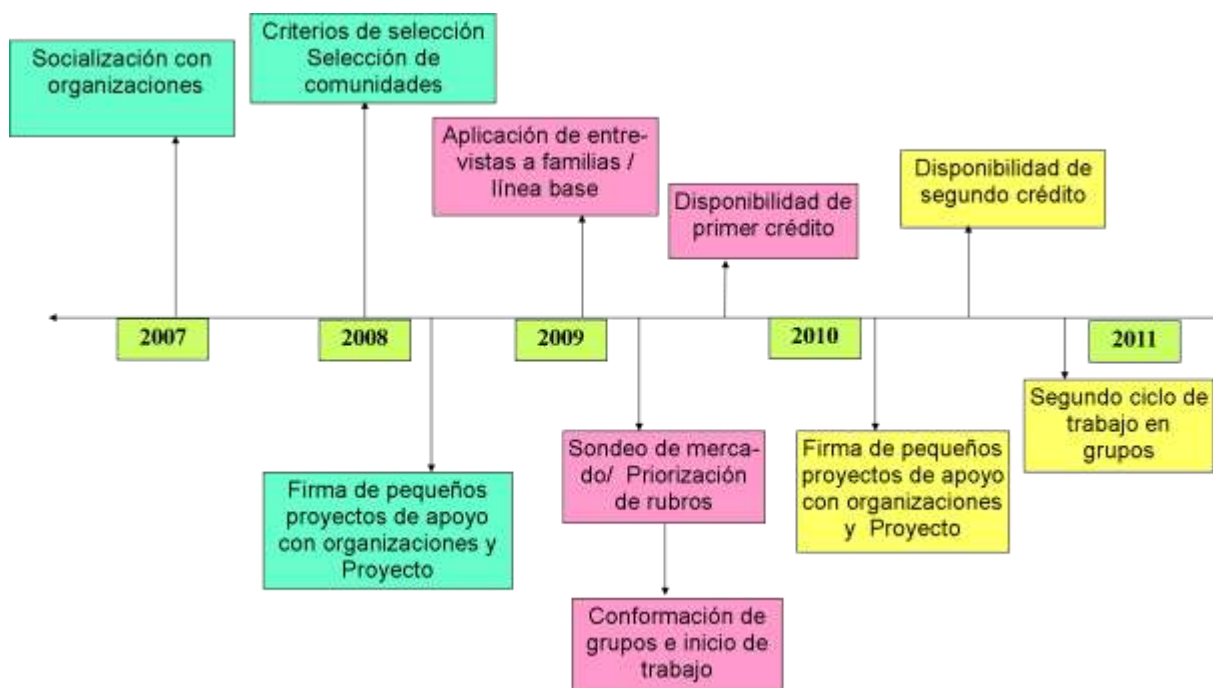 Socialización con
organizaciones
Criterios de selección
Selección de
comunidades
Aplicación de entre-
vistas a familias /
línea base
Disponibilidad de
primer crédito
Disponibilidad de
segundo crédito
2007
2008
2009
2010
2011
Firma de pequeños
proyectos de apoyo
con organizaciones y
Proyecto
Sondeo de merca-
do/ Priorización
de rubros
Conformación de
grupos e inicio de
trabajo
Firma de pequeños
proyectos de apoyo
con organizaciones
y Proyecto
Segundo ciclo de
trabajo en
grupos